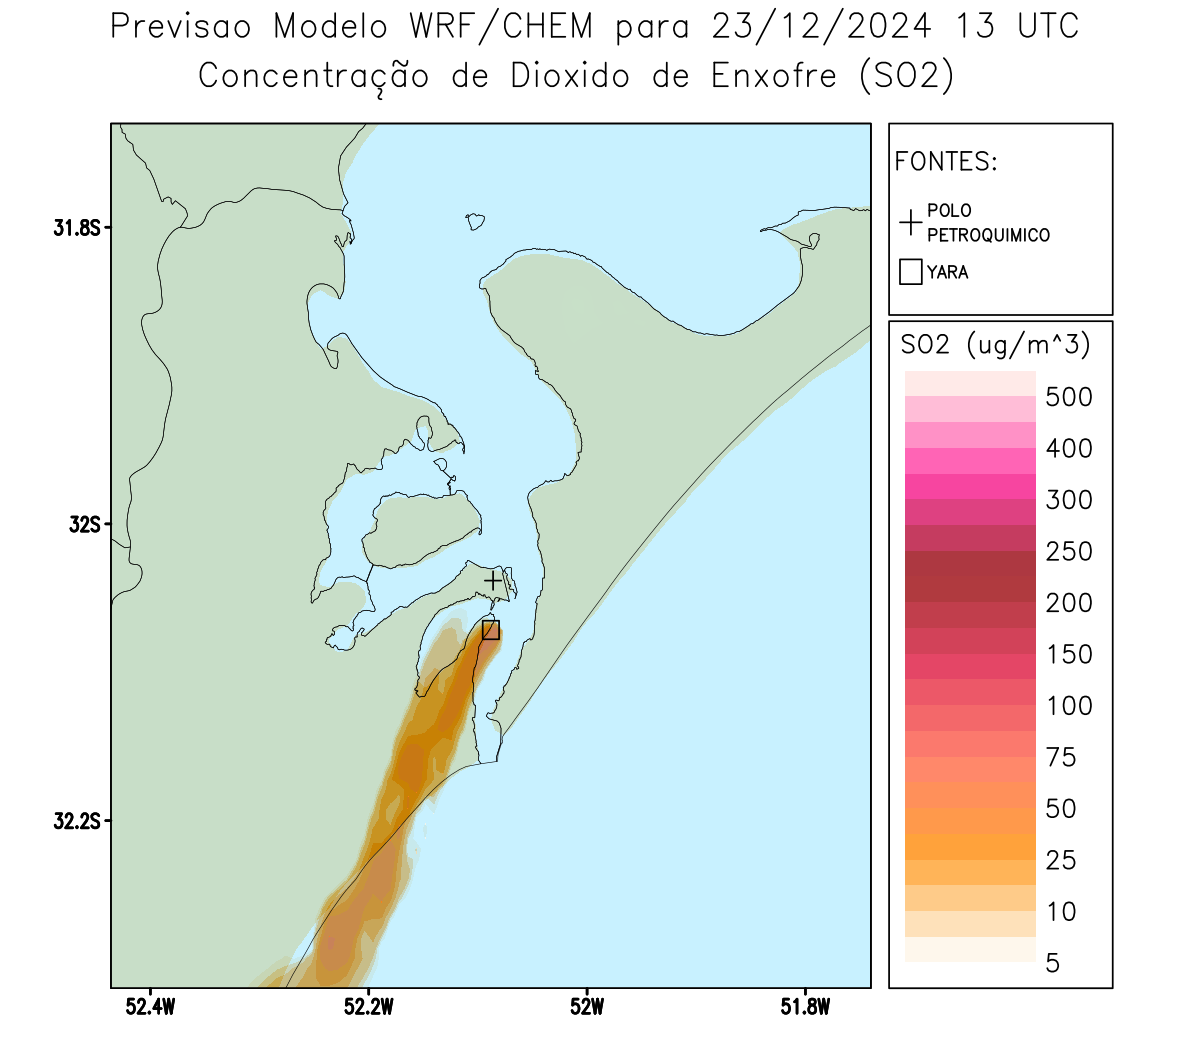 Previsao Modelo WRF/CHEM para 23/12/2024 13 UTC
Concentração de Dioxido de Enxofre (SO2)
FONTES:
POLO
PETROQUIMICO
YARA
SO2 (ug/m^3)
500
400
300
250
200
150
100
75
50
25
10
5
31.8S
32S
32.2S
52.4W
52.2W
52W
51.8W